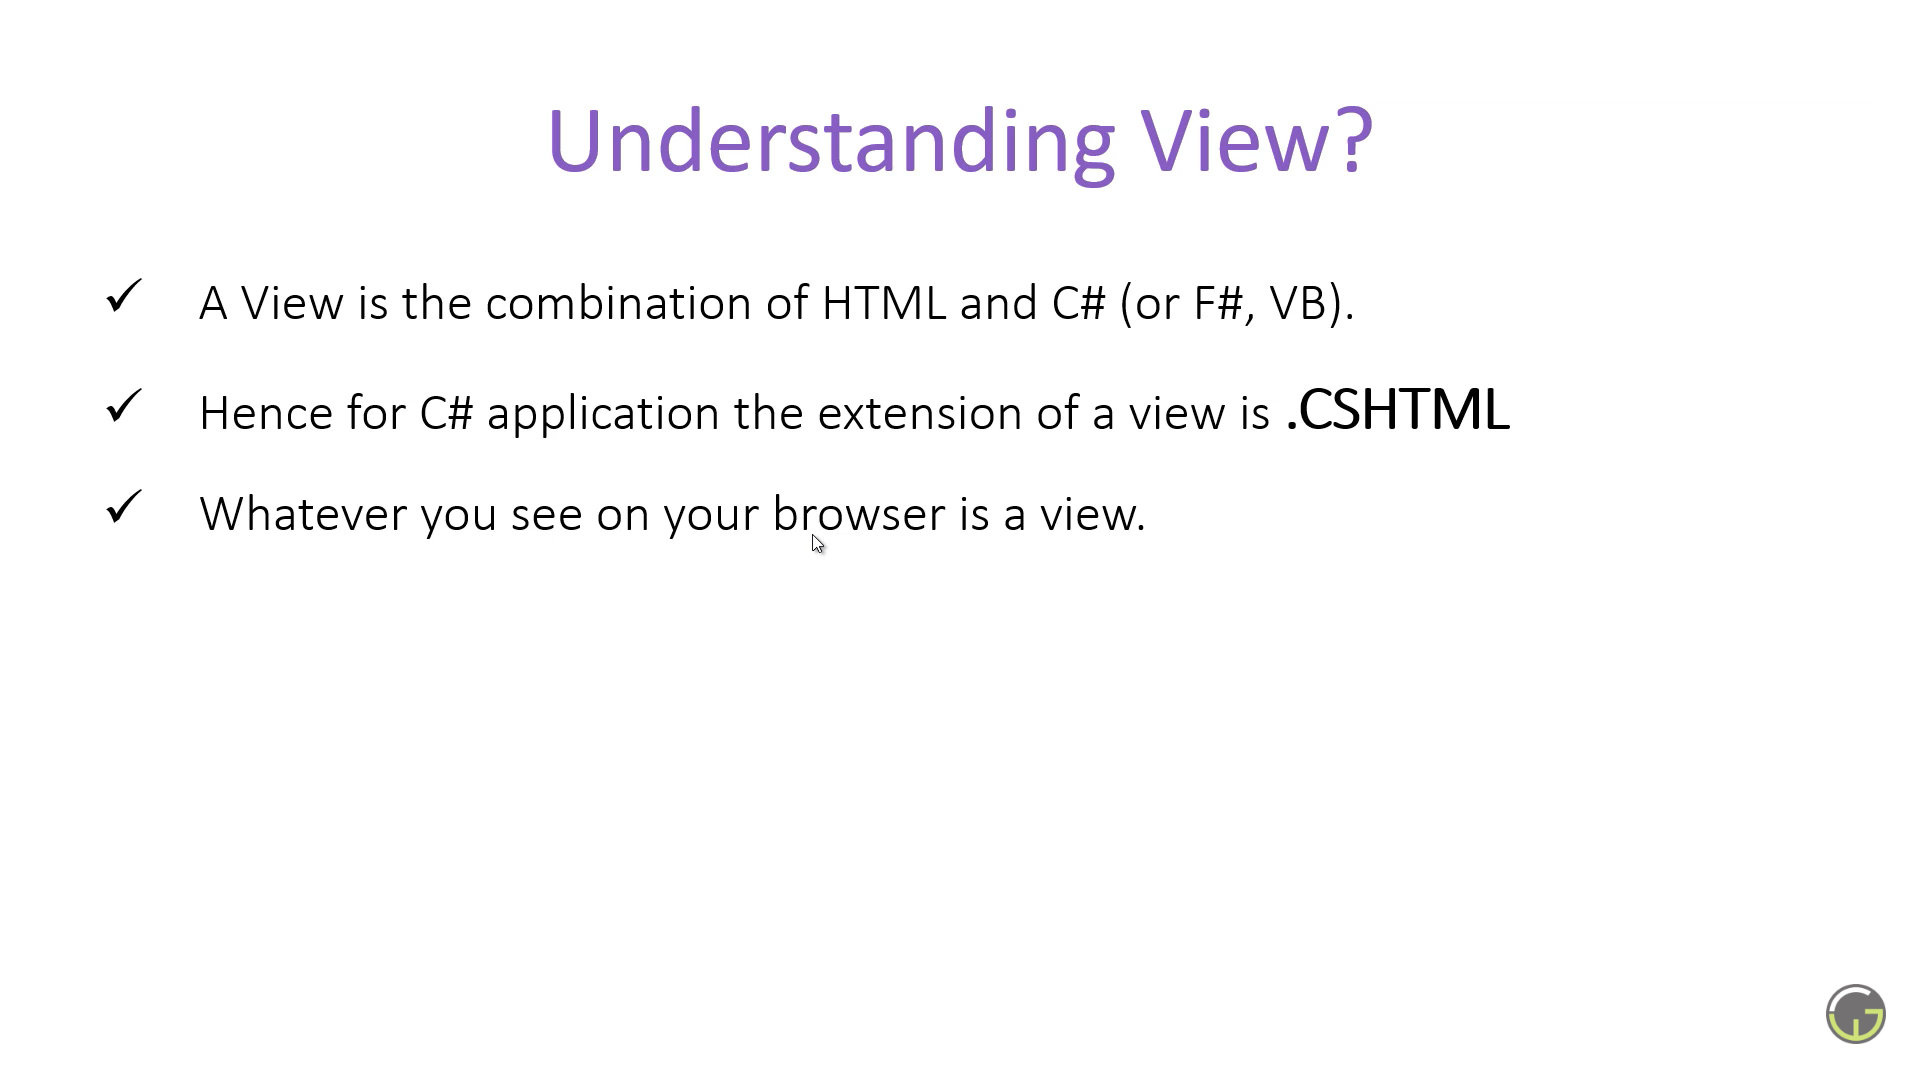 Understanding View?
A View is the combination of HTML and C# (or F#, VB).
Hence for C# application the extension of a view is .CSHTML
Whatever you see on your browser is a view.